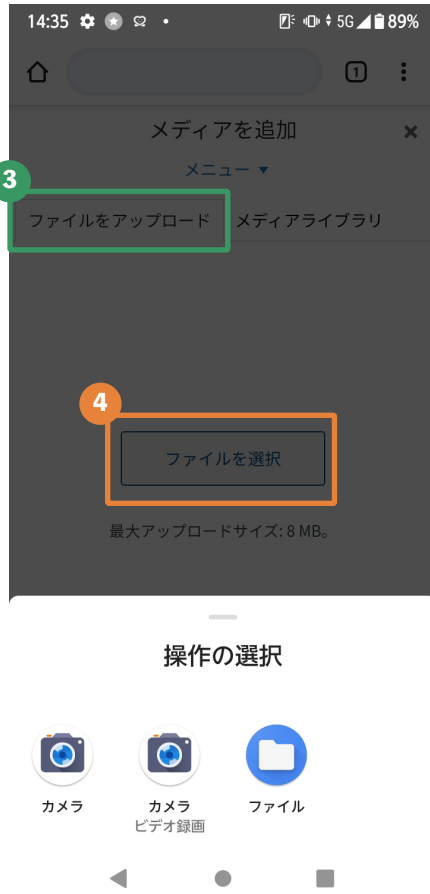 14:35 5G 89%
1
メディアを追加 ×
メニュー ▼
3
ファイルをアップロード メディアライブラリ
4
ファイルを選択
最大アップロードサイズ: 8 MB。
操作の選択
カメラ カメラ ファイル
ビデオ録画